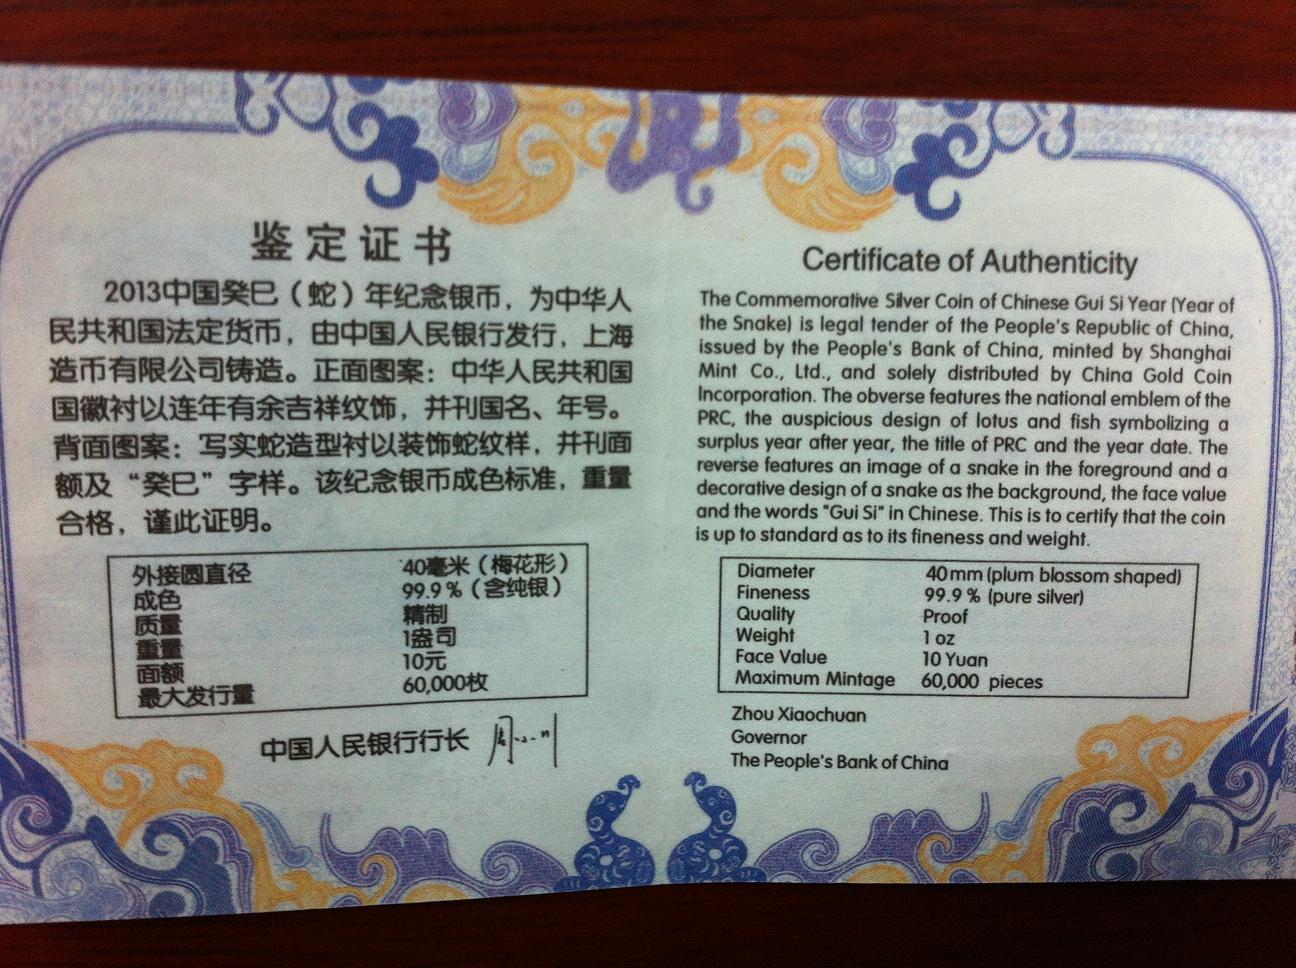 鉴定证书
2013中国癸巳（蛇）年纪念银币，为中华人
民共和国法定货币，由中国人民银行发行，上海
造币有限公司铸造。正面图案：中华人民共和国
国徽衬以连年有余吉祥纹饰，并刊国名、年号。
背面图案：写实蛇造型衬以装饰蛇纹样，并刊面
额及“癸巳”字样。该纪念银币成色标准，重量
合格，谨此证明。
外接圆直径 40毫米（梅花形）
成色 99.9％（含纯银）
质量 精制
重量 1盎司
面额 10元
最大发行量 60,000枚
中国人民银行行长 周小川
Certificate of Authenticity
The Commemorative Silver Coin of Chinese Gui Si Year (Year of
the Snake) is legal tender of the People's Republic of China,
issued by the People's Bank of China, minted by Shanghai
Mint Co., Ltd., and solely distributed by China Gold Coin
Incorporation. The obverse features the national emblem of the
PRC, the auspicious design of lotus and fish symbolizing a
surplus year after year, the title of PRC and the year date. The
reverse features an image of a snake in the foreground and a
decorative design of a snake as the background, the face value
and the words "Gui Si" in Chinese. This is to certify that the coin
is up to standard as to its fineness and weight.
Diameter 40mm (plum blossom shaped)
Fineness 99.9% (pure silver)
Quality Proof
Weight 1 oz
Face Value 10 Yuan
Maximum Mintage 60,000 pieces
Zhou Xiaochuan
Governor
The People's Bank of China